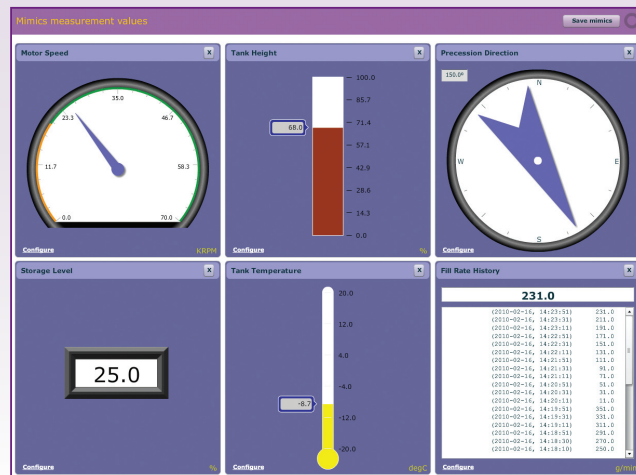 Mimics measurement values
Save mimics
Motor Speed
X
0.0
11.7
23.3
35.0
46.7
58.3
70.0
Configure
KRPM
Tank Height
X
68.0
100.0
85.7
71.4
57.1
42.9
28.6
14.3
0.0
Configure
%
Precession Direction
X
150.0º
N
W
E
S
Configure
Storage Level
X
25.0
Configure
%
Tank Temperature
X
-8.7
20.0
12.0
4.0
-4.0
-12.0
-20.0
Configure
degC
Fill Rate History
X
231.0
(2010-02-16, 14:23:51) 231.0
(2010-02-16, 14:23:31) 211.0
(2010-02-16, 14:23:11) 191.0
(2010-02-16, 14:22:51) 171.0
(2010-02-16, 14:22:31) 151.0
(2010-02-16, 14:22:11) 131.0
(2010-02-16, 14:21:51) 111.0
(2010-02-16, 14:21:31) 91.0
(2010-02-16, 14:21:11) 71.0
(2010-02-16, 14:20:51) 51.0
(2010-02-16, 14:20:31) 31.0
(2010-02-16, 14:20:11) 11.0
(2010-02-16, 14:19:51) 351.0
(2010-02-16, 14:19:31) 331.0
(2010-02-16, 14:19:11) 311.0
(2010-02-16, 14:18:51) 291.0
(2010-02-16, 14:18:30) 270.0
(2010-02-16, 14:18:10) 250.0
Configure